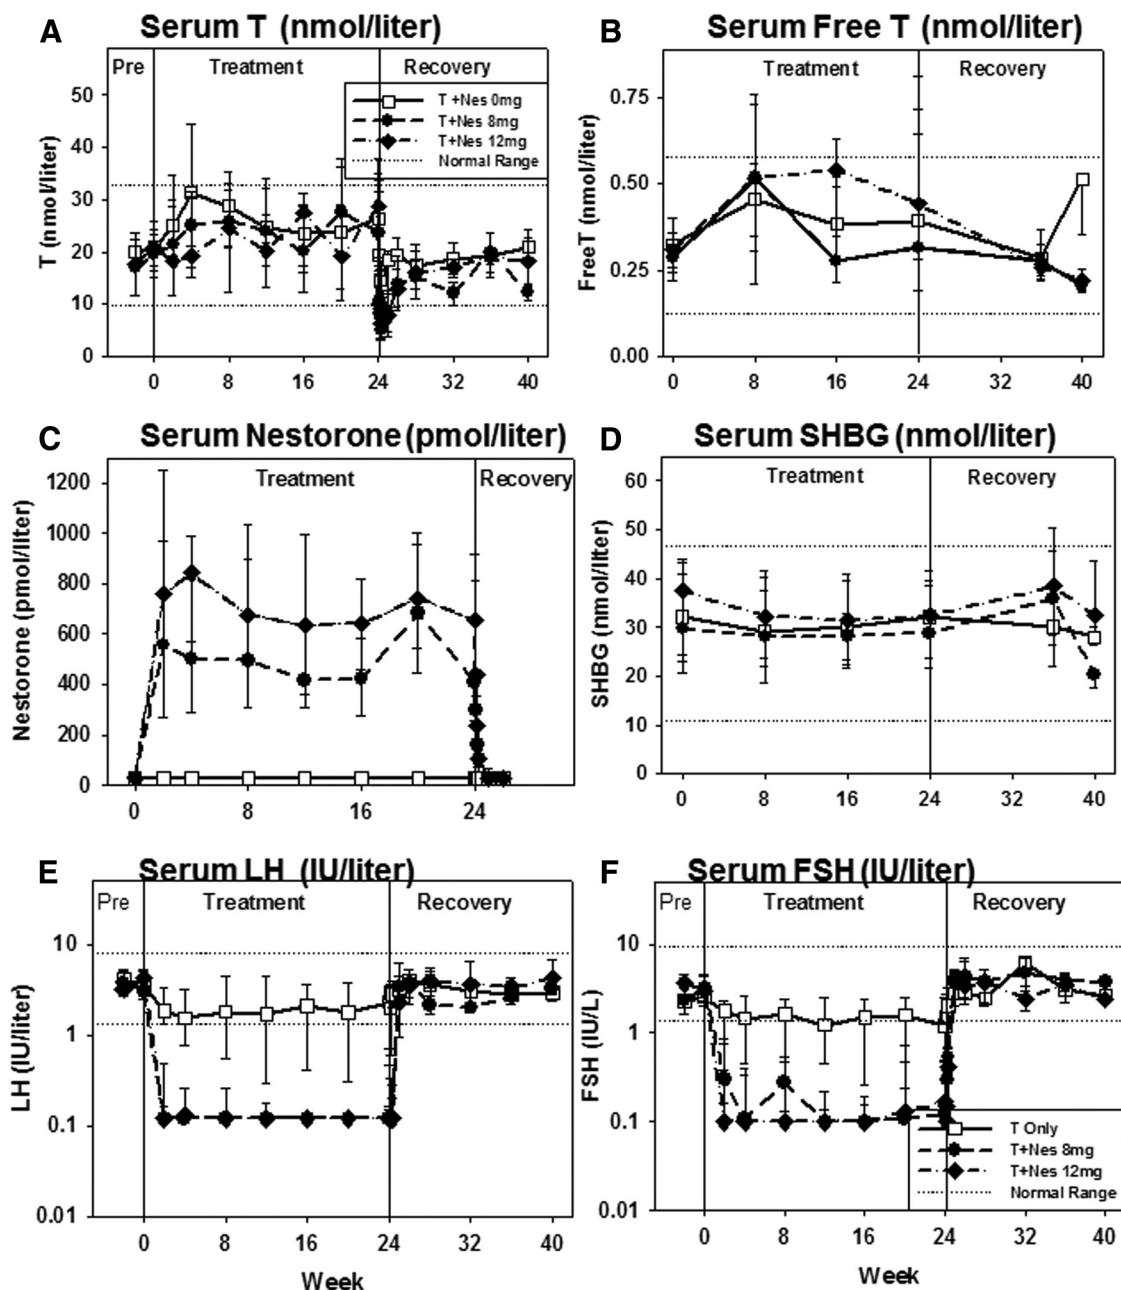 A Serum T (nmol/liter)
Pre Treatment Recovery
T +Nes 0mg
T+Nes 8mg
T+Nes 12mg
Normal Range
T (nmol/liter)
50
40
30
20
10
0
0 8 16 24 32 40
B Serum Free T (nmol/liter)
Treatment Recovery
Free T (nmol/liter)
0.75
0.50
0.25
0.00
0 8 16 24 32 40
C Serum Nestorone (pmol/liter)
Treatment Recovery
Nestorone (pmol/liter)
1200
1000
800
600
400
200
0
0 8 16 24
D Serum SHBG (nmol/liter)
Treatment Recovery
SHBG (nmol/liter)
60
50
40
30
20
10
0
0 8 16 24 32 40
E Serum LH (IU/liter)
Pre Treatment Recovery
LH (IU/liter)
10
1
0.1
0.01
0 8 16 24 32 40
Week
F Serum FSH (IU/liter)
Pre Treatment Recovery
FSH (IU/L)
10
1
0.1
0.01
T Only
T+Nes 8mg
T+Nes 12mg
Normal Range
0 8 16 24 32 40
Week